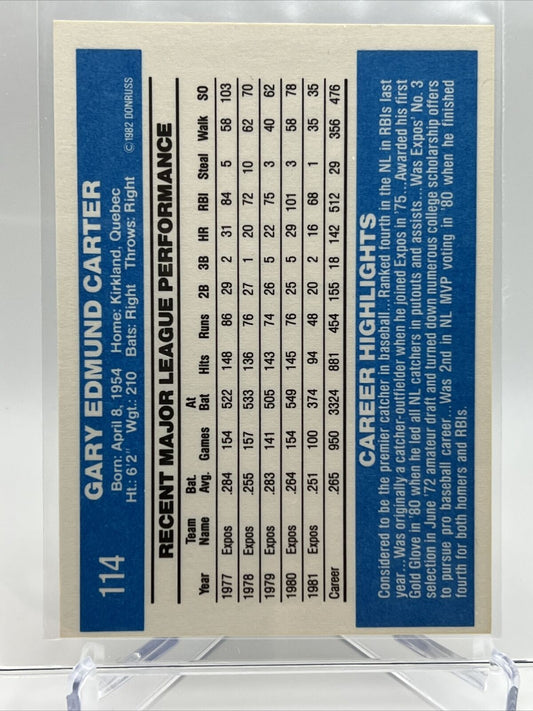 114
GARY EDMUND CARTER
Born: April 8, 1954 Home: Kirkland, Quebec
Ht.: 6'2" Wgt.: 210 Bats: Right Throws: Right
©1982 DONRUSS
RECENT MAJOR LEAGUE PERFORMANCE
Year Team Name Bat. Avg. Games At Bat Hits Runs 2B 3B HR RBI Steal Walk SO
1977 Expos .284 154 522 148 86 29 2 31 84 5 58 103
1978 Expos .255 157 533 136 76 27 1 20 72 10 62 70
1979 Expos .283 141 505 143 74 26 5 22 75 3 40 62
1980 Expos .264 154 549 145 76 25 5 29 101 3 58 78
1981 Expos .251 100 374 94 48 20 2 16 68 1 35 35
Career .265 950 3324 881 454 155 18 142 512 29 356 476
CAREER HIGHLIGHTS
Considered to be the premier catcher in baseball...Ranked fourth in the NL in RBIs last
year...Was originally a catcher-outfielder when he joined Expos in '75...Awarded his first
Gold Glove in '80 when he led all NL catchers in putouts and assists...Was Expos' No. 3
selection in June '72 amateur draft and turned down numerous college scholarship offers
to pursue pro baseball career...Was 2nd in NL MVP voting in '80 when he finished
fourth for both homers and RBIs.